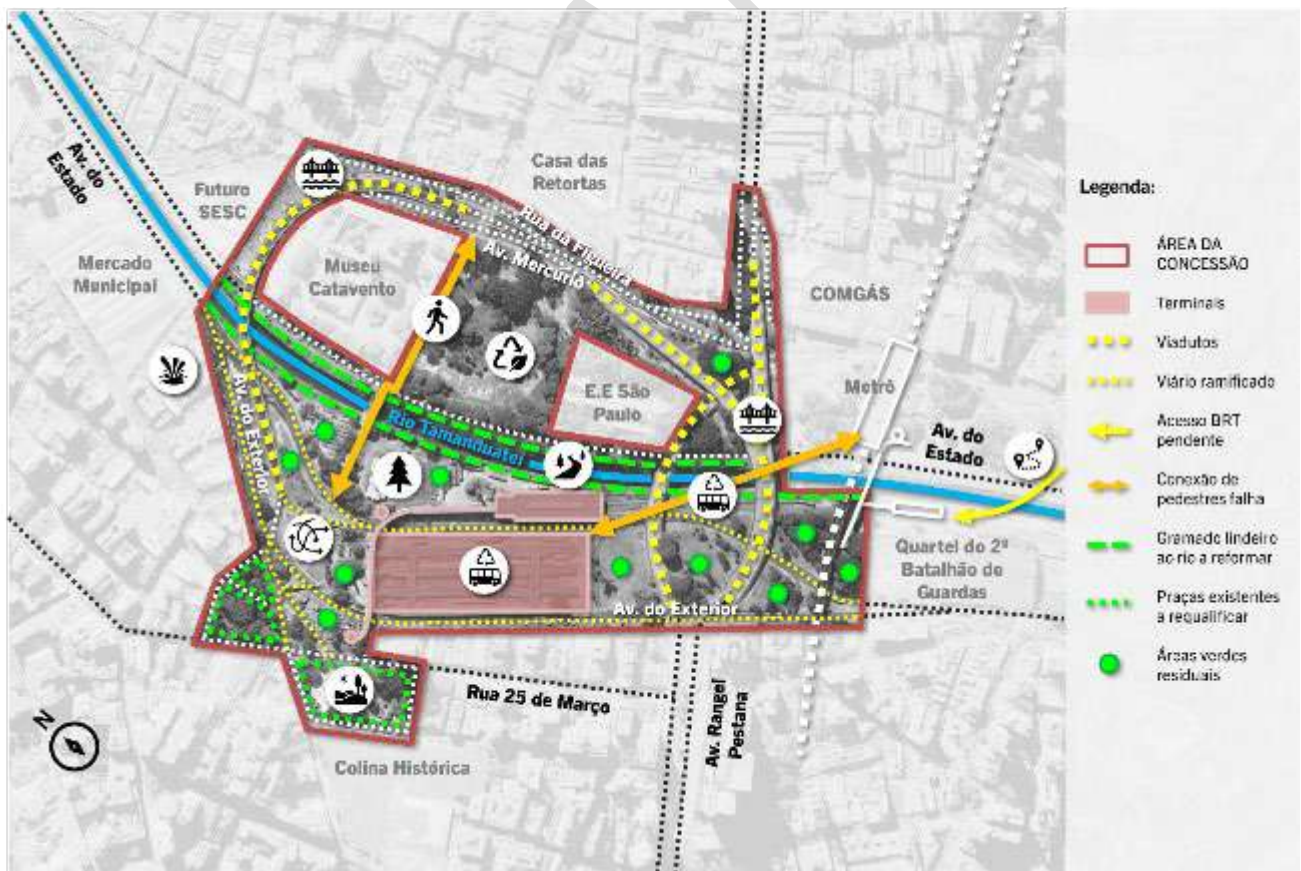 Av. do
Estado
Futuro
SESC
Mercado
Municipal
Museu
Catavento
Casa das
Retortas
Rua da Figueira
Av. Mercúrio
COMGÁS
E.E São
Paulo
Metrô
Av. do
Estado
Rio Tamanduateí
Av. do Exterior
Quartel do 2º
Batalhão de
Guardas
Av. do Exterior
Rua 25 de Março
Av. Rangel
Pestana
Colina Histórica
N
Legenda:
ÁREA DA
CONCESSÃO
Terminais
Viadutos
Viário ramificado
Acesso BRT
pendente
Conexão de
pedestres falha
Gramado lindeiro
ao rio a reformar
Praças existentes
a requalificar
Áreas verdes
residuais